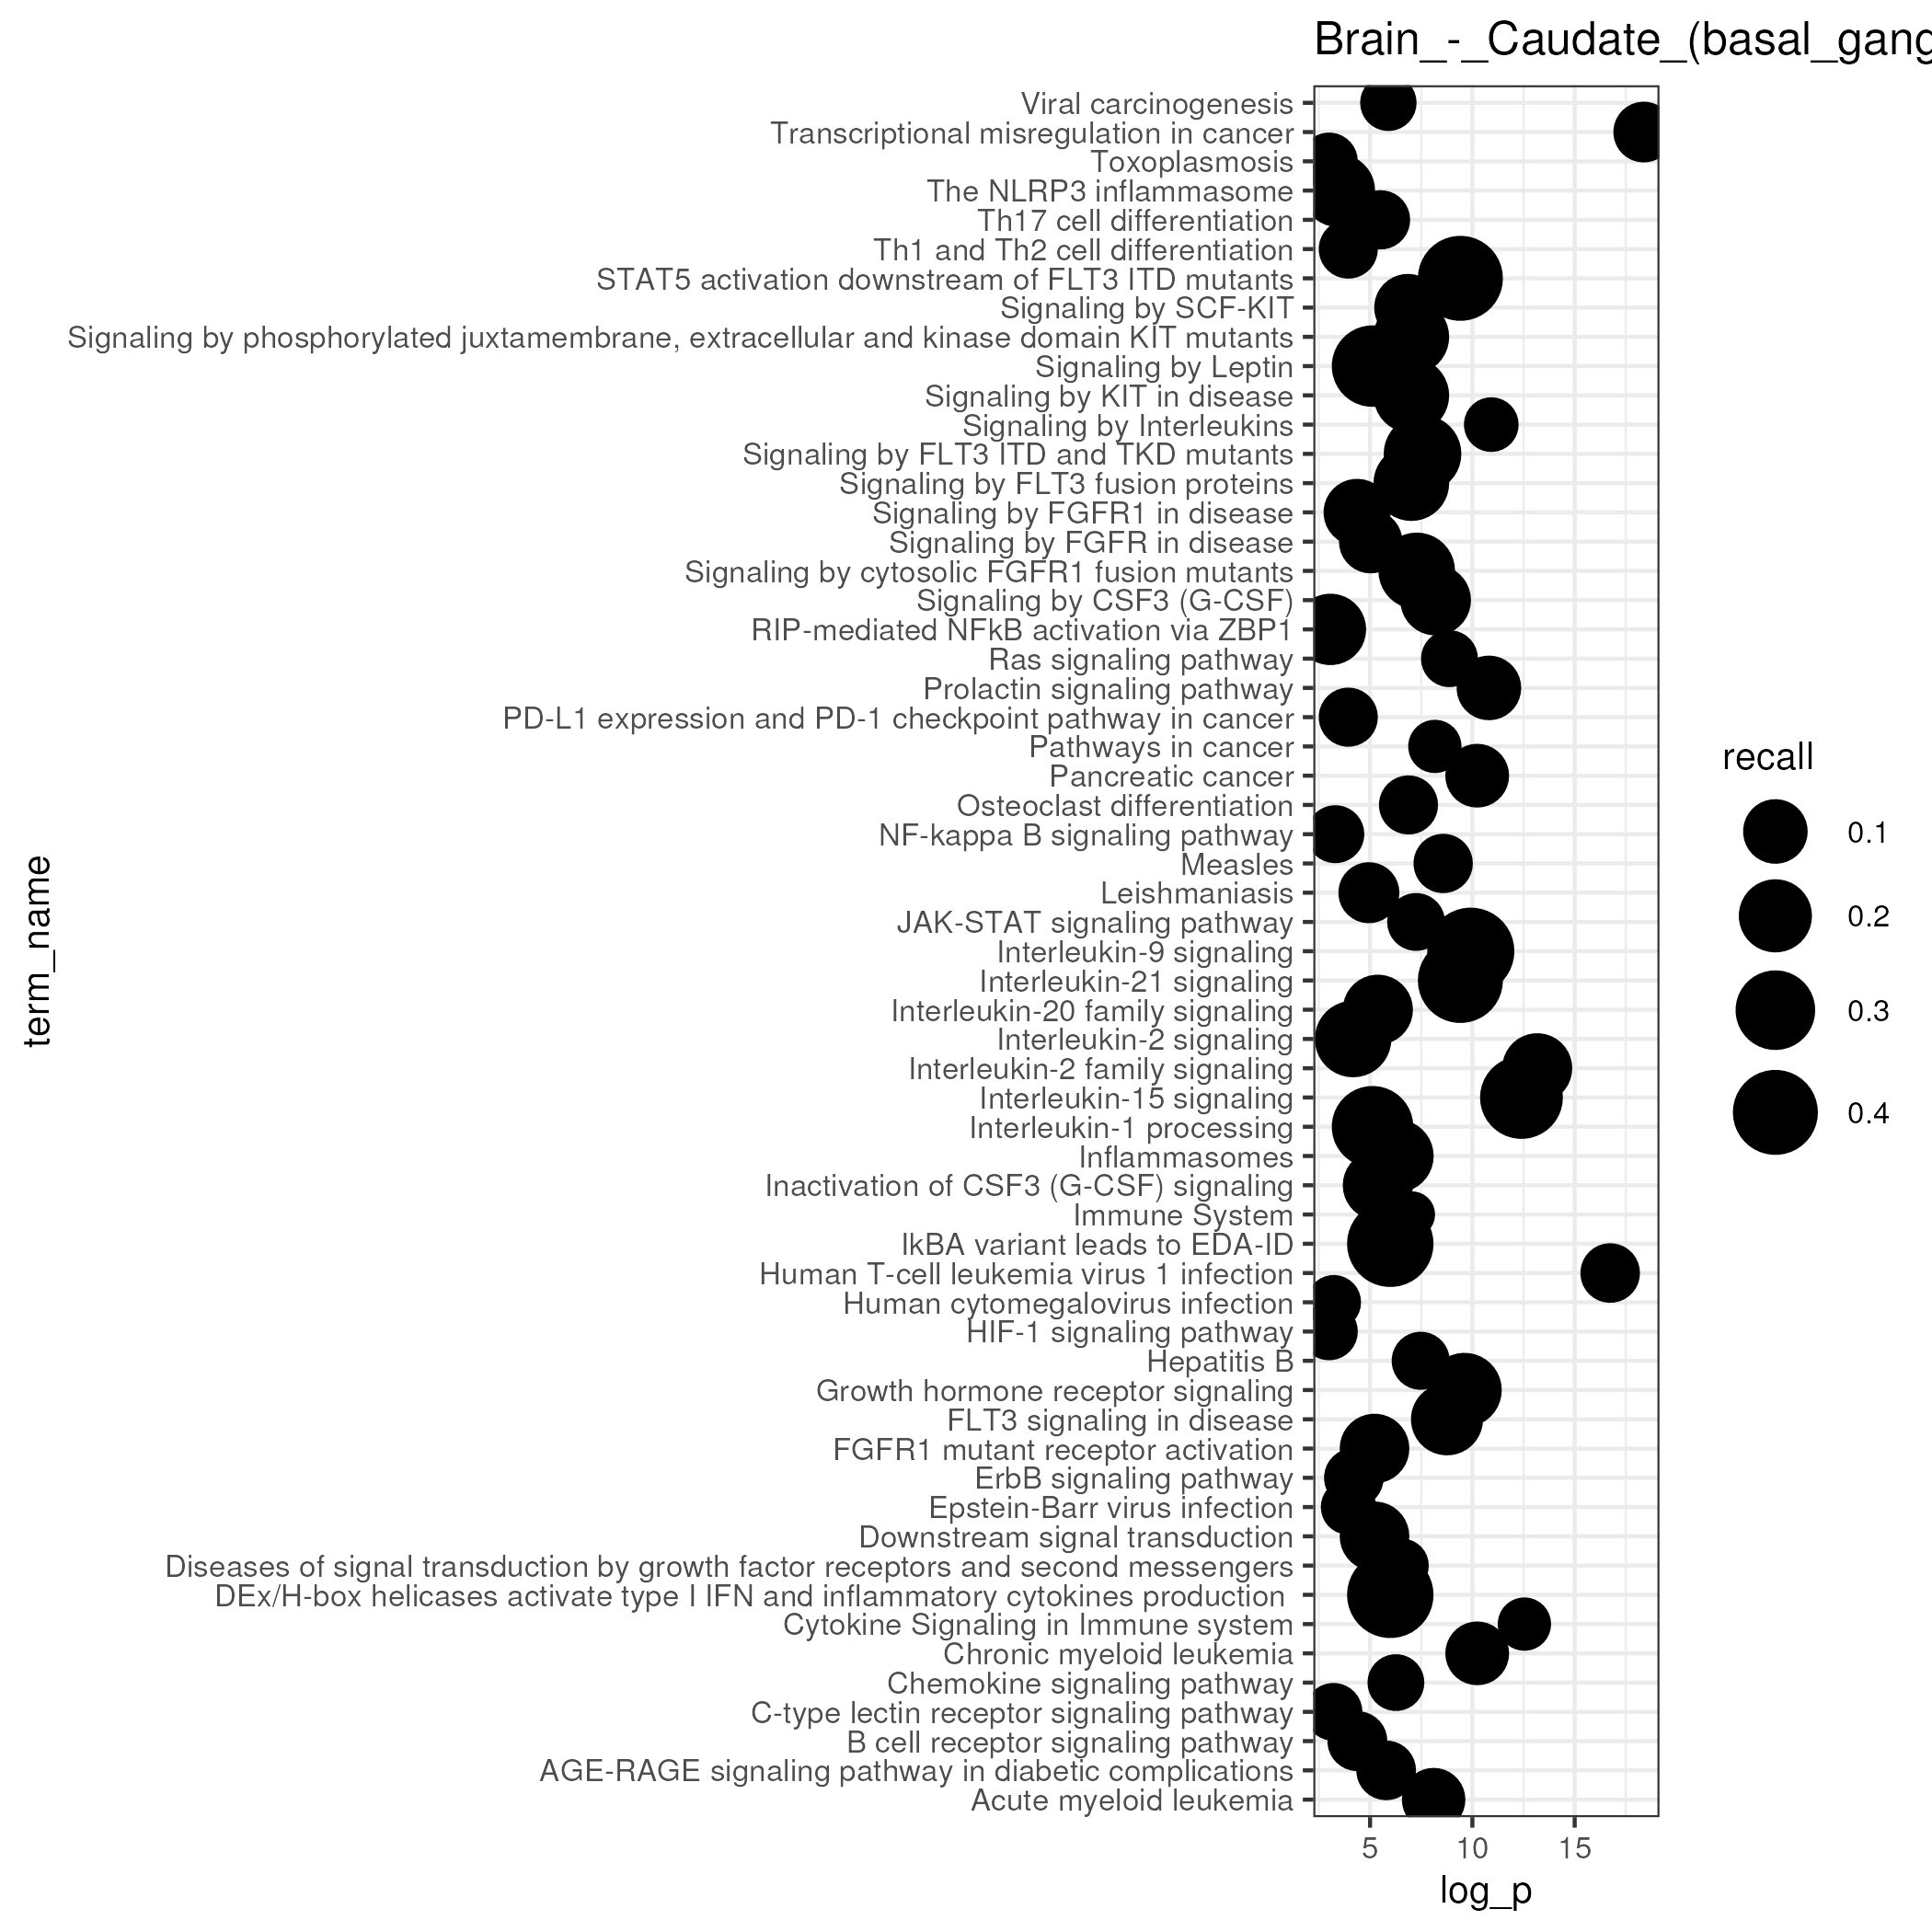 Brain_-_Caudate_(basal_gang
Viral carcinogenesis
Transcriptional misregulation in cancer
Toxoplasmosis
The NLRP3 inflammasome
Th17 cell differentiation
Th1 and Th2 cell differentiation
STAT5 activation downstream of FLT3 ITD mutants
Signaling by SCF-KIT
Signaling by phosphorylated juxtamembrane, extracellular and kinase domain KIT mutants
Signaling by Leptin
Signaling by KIT in disease
Signaling by Interleukins
Signaling by FLT3 ITD and TKD mutants
Signaling by FLT3 fusion proteins
Signaling by FGFR1 in disease
Signaling by FGFR in disease
Signaling by cytosolic FGFR1 fusion mutants
Signaling by CSF3 (G-CSF)
RIP-mediated NFkB activation via ZBP1
Ras signaling pathway
Prolactin signaling pathway
PD-L1 expression and PD-1 checkpoint pathway in cancer
Pathways in cancer
Pancreatic cancer
Osteoclast differentiation
NF-kappa B signaling pathway
Measles
Leishmaniasis
JAK-STAT signaling pathway
Interleukin-9 signaling
Interleukin-21 signaling
Interleukin-20 family signaling
Interleukin-2 signaling
Interleukin-2 family signaling
Interleukin-15 signaling
Interleukin-1 processing
Inflammasomes
Inactivation of CSF3 (G-CSF) signaling
Immune System
IkBA variant leads to EDA-ID
Human T-cell leukemia virus 1 infection
Human cytomegalovirus infection
HIF-1 signaling pathway
Hepatitis B
Growth hormone receptor signaling
FLT3 signaling in disease
FGFR1 mutant receptor activation
ErbB signaling pathway
Epstein-Barr virus infection
Downstream signal transduction
Diseases of signal transduction by growth factor receptors and second messengers
DEx/H-box helicases activate type I IFN and inflammatory cytokines production
Cytokine Signaling in Immune system
Chronic myeloid leukemia
Chemokine signaling pathway
C-type lectin receptor signaling pathway
B cell receptor signaling pathway
AGE-RAGE signaling pathway in diabetic complications
Acute myeloid leukemia
term_name
5 10 15
log_p
recall
0.1
0.2
0.3
0.4